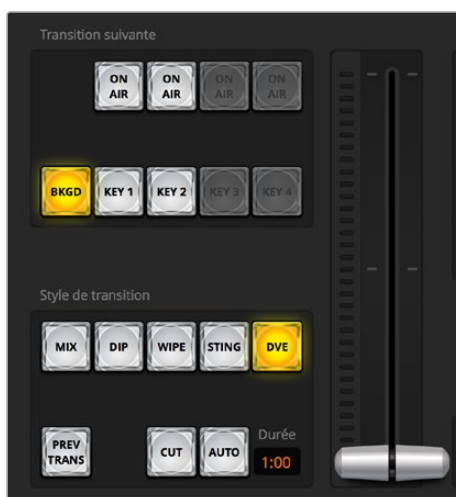 Transition suivante
ON AIR ON AIR ON AIR ON AIR
BKGD KEY 1 KEY 2 KEY 3 KEY 4
Style de transition
MIX DIP WIPE STING DVE
Durée
PREV TRANS CUT AUTO 1:00